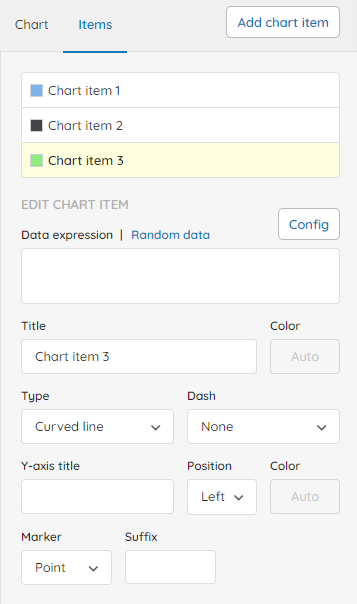 Chart Items Add chart item
Chart item 1
Chart item 2
Chart item 3
EDIT CHART ITEM
Config
Data expression | Random data
Title Color
Chart item 3 Auto
Type Dash
Curved line None
Y-axis title Position Color
Left Auto
Marker Suffix
Point